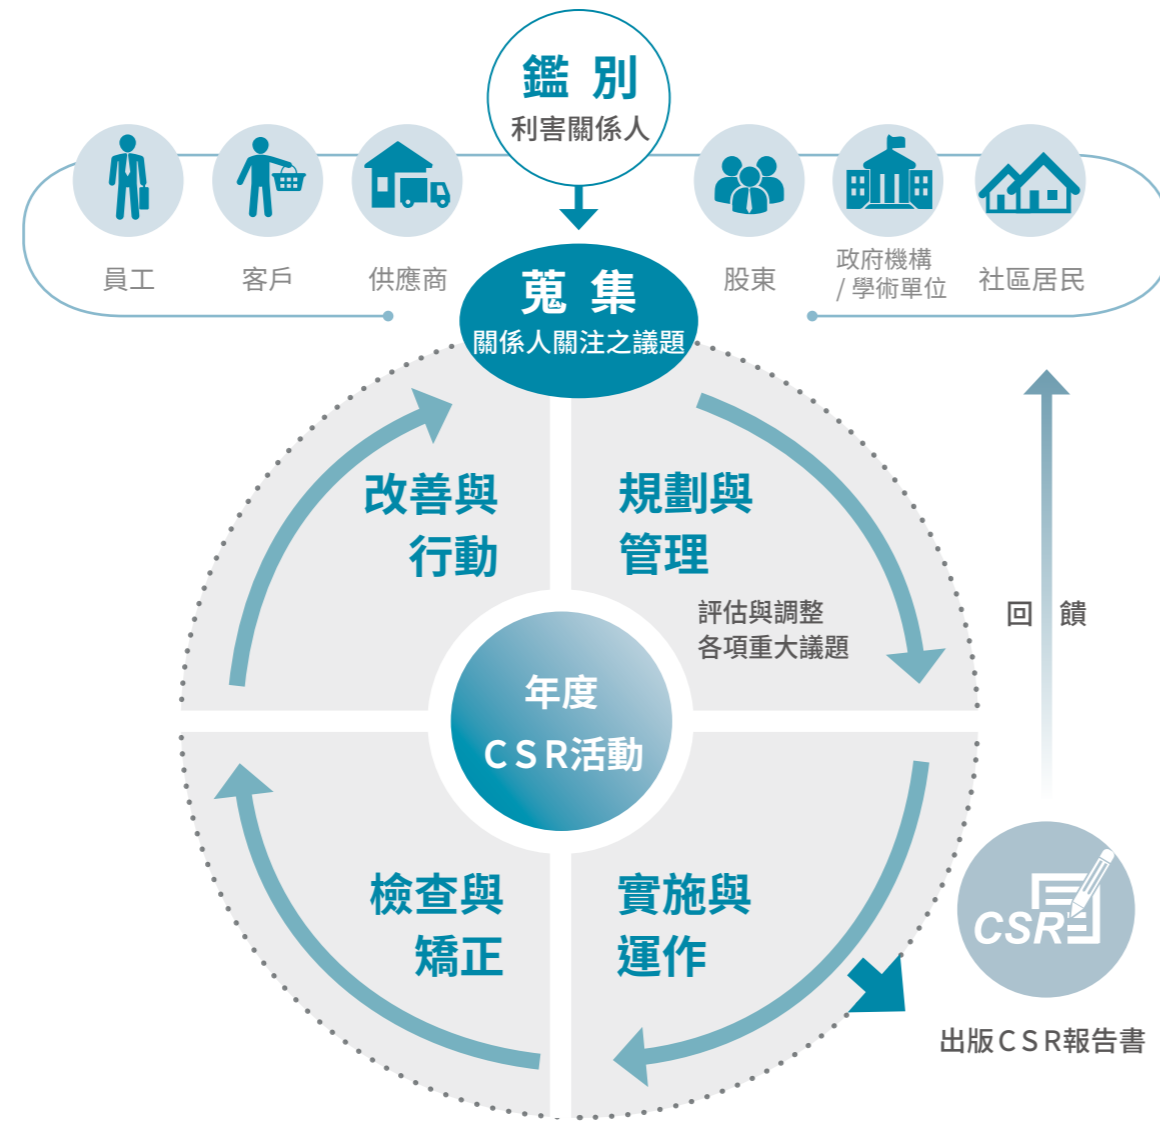 鑑別
利害關係人
員工
客戶
供應商
股東
政府機構
/ 學術單位
社區居民
蒐集
關係人關注之議題
改善與
行動
規劃與
管理
評估與調整
各項重大議題
回饋
年度
CSR活動
檢查與
矯正
實施與
運作
CSR
出版CSR報告書